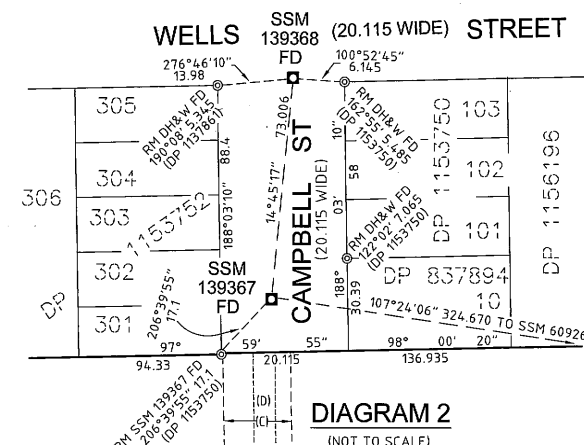 WELLS
SSM
139368
FD
(20.115 WIDE)
STREET
276°46'10"
13.98
100°52'45"
6.145
RM DH&W FD
190°08' 5.345
(DP 1137861)
RM DH&W FD
162°55' 5.485
(DP 1153750)
305
304
303
302
301
306
DP
1153752
88.4
188°03'10"
73.006
14°45'17"
CAMPBELL ST
(20.115 WIDE)
10"
58
03'
188°
30.39
RM DH&W FD
122°02' 7.065
(DP 1153750)
103
102
101
DP 1153750
DP 837894
10
DP 1156196
SSM
139367
FD
206°39'55"
17.1
107°24'06" 324.670 TO SSM 60926
97° 59' 55"
94.33
20.115
98° 00' 20"
136.935
RM SSM 139367 FD
206°39'55" 17.1
(DP 1153750)
(D)
(C)
DIAGRAM 2
(NOT TO SCALE)